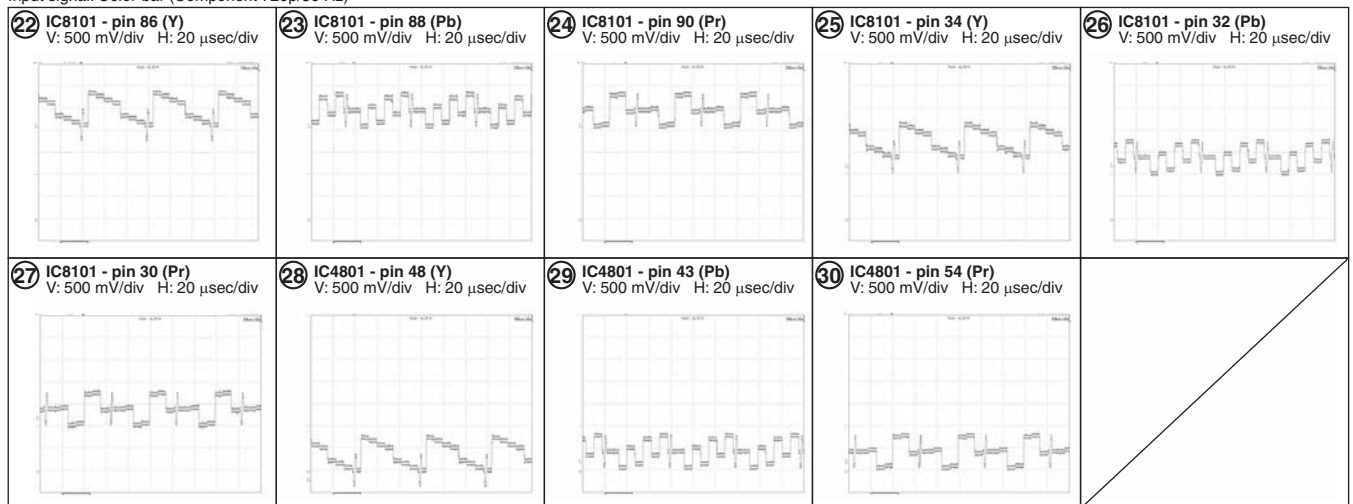 22 IC8101 - pin 86 (Y)
V: 500 mV/div H: 20 μsec/div
23 IC8101 - pin 88 (Pb)
V: 500 mV/div H: 20 μsec/div
24 IC8101 - pin 90 (Pr)
V: 500 mV/div H: 20 μsec/div
25 IC8101 - pin 34 (Y)
V: 500 mV/div H: 20 μsec/div
26 IC8101 - pin 32 (Pb)
V: 500 mV/div H: 20 μsec/div
27 IC8101 - pin 30 (Pr)
V: 500 mV/div H: 20 μsec/div
28 IC4801 - pin 48 (Y)
V: 500 mV/div H: 20 μsec/div
29 IC4801 - pin 43 (Pb)
V: 500 mV/div H: 20 μsec/div
30 IC4801 - pin 54 (Pr)
V: 500 mV/div H: 20 μsec/div